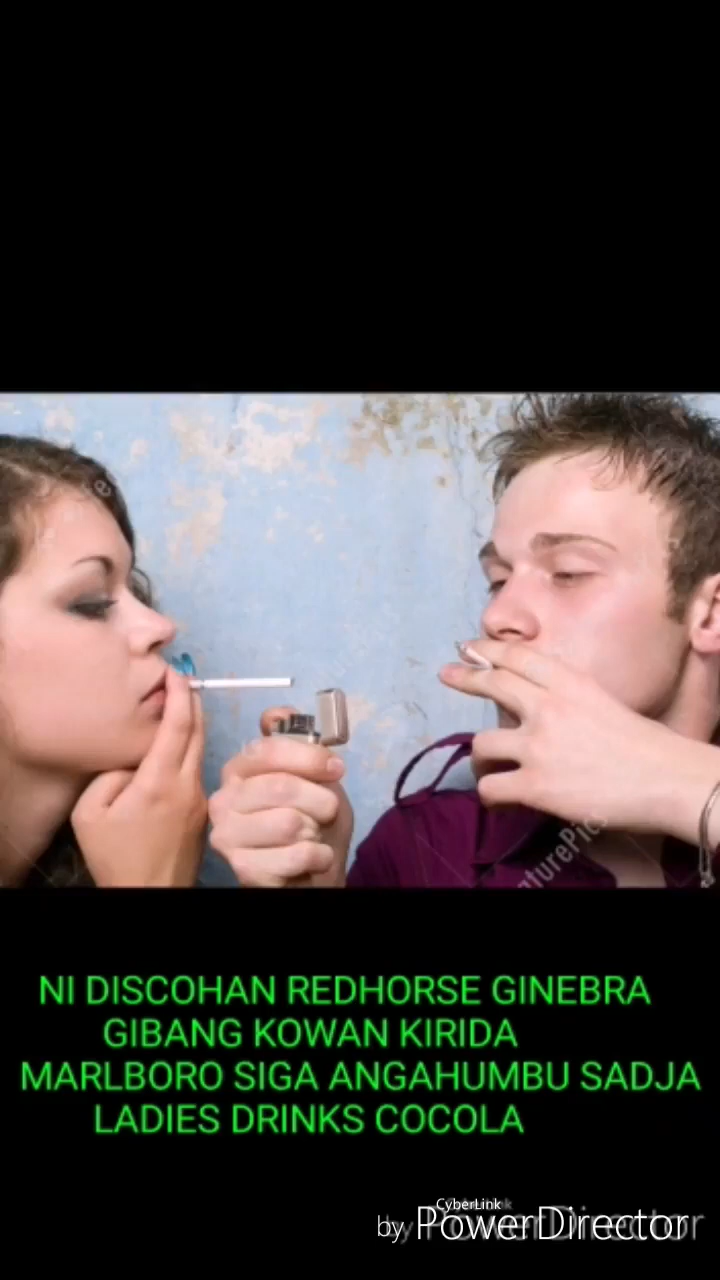 NI DISCOHAN REDHORSE GINEBRA
GIBANG KOWAN KIRIDA
MARLBORO SIGA ANGAHUMBU SADJA
LADIES DRINKS COCOLA
CyberLink
by PowerDirector